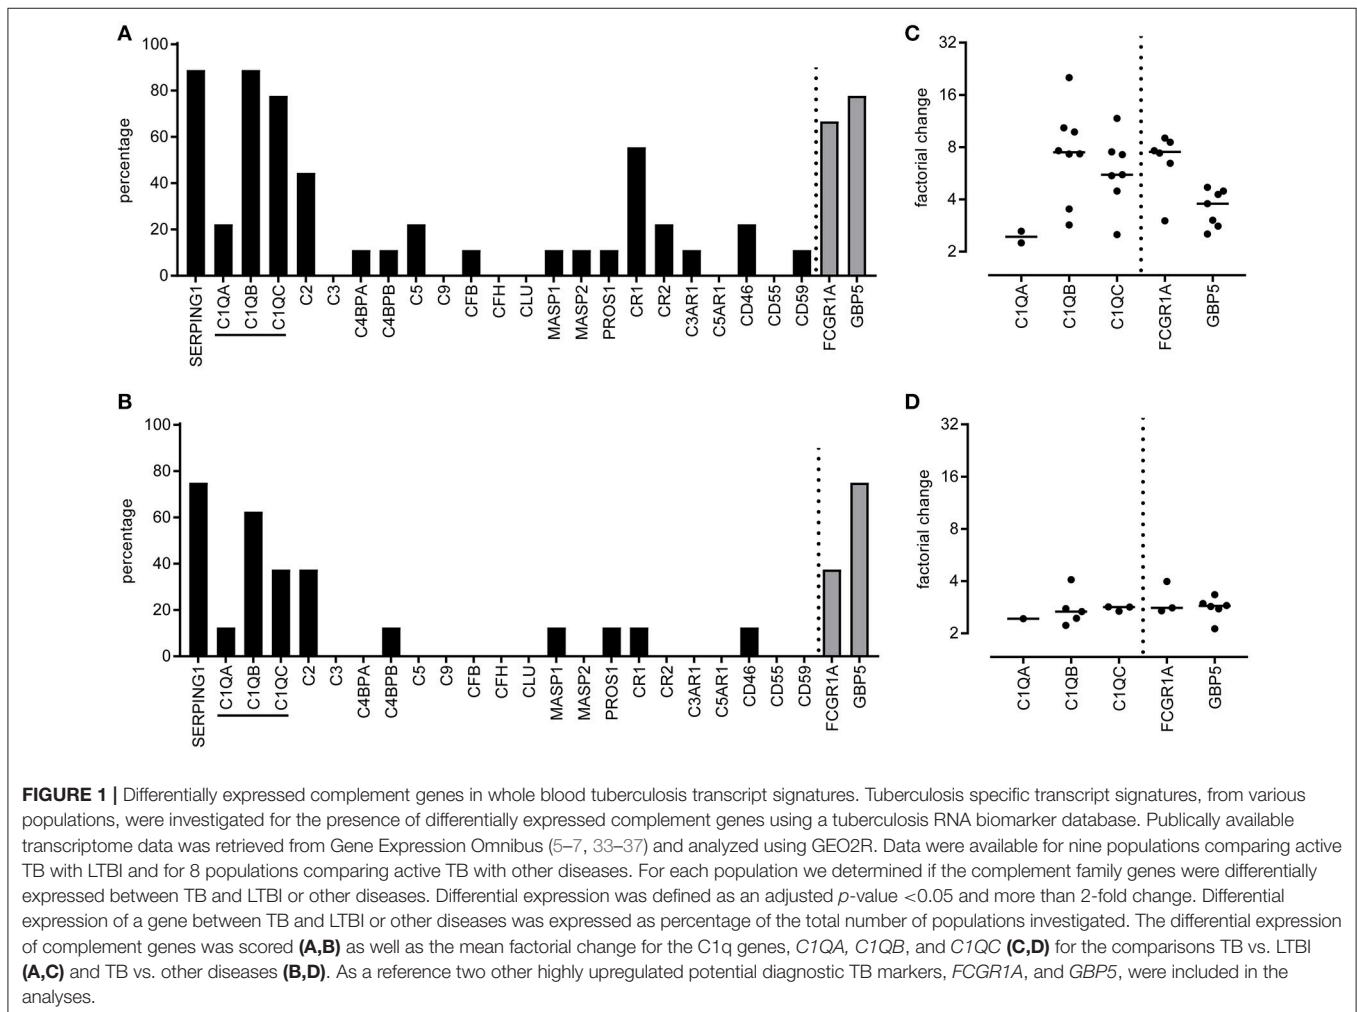 A
100
80
60
40
20
0
percentage
SERPING1
C1QA
C1QB
C1QC
C2
C3
C4BPA
C4BPB
C5
C9
CFB
CFH
CLU
MASP1
MASP2
PROS1
CR1
CR2
C3AR1
C5AR1
CD46
CD55
CD59
FCGR1A
GBP5
C
32
16
8
4
2
factorial change
C1QA
C1QB
C1QC
FCGR1A
GBP5
B
100
80
60
40
20
0
percentage
SERPING1
C1QA
C1QB
C1QC
C2
C3
C4BPA
C4BPB
C5
C9
CFB
CFH
CLU
MASP1
MASP2
PROS1
CR1
CR2
C3AR1
C5AR1
CD46
CD55
CD59
FCGR1A
GBP5
D
32
16
8
4
2
factorial change
C1QA
C1QB
C1QC
FCGR1A
GBP5
FIGURE 1 | Differentially expressed complement genes in whole blood tuberculosis transcript signatures. Tuberculosis specific transcript signatures, from various
populations, were investigated for the presence of differentially expressed complement genes using a tuberculosis RNA biomarker database. Publically available
transcriptome data was retrieved from Gene Expression Omnibus (5–7, 33–37) and analyzed using GEO2R. Data were available for nine populations comparing active
TB with LTBI and for 8 populations comparing active TB with other diseases. For each population we determined if the complement family genes were differentially
expressed between TB and LTBI or other diseases. Differential expression was defined as an adjusted p-value <0.05 and more than 2-fold change. Differential
expression of a gene between TB and LTBI or other diseases was expressed as percentage of the total number of populations investigated. The differential expression
of complement genes was scored (A,B) as well as the mean factorial change for the C1q genes, C1QA, C1QB, and C1QC (C,D) for the comparisons TB vs. LTBI
(A,C) and TB vs. other diseases (B,D). As a reference two other highly upregulated potential diagnostic TB markers, FCGR1A, and GBP5, were included in the
analyses.